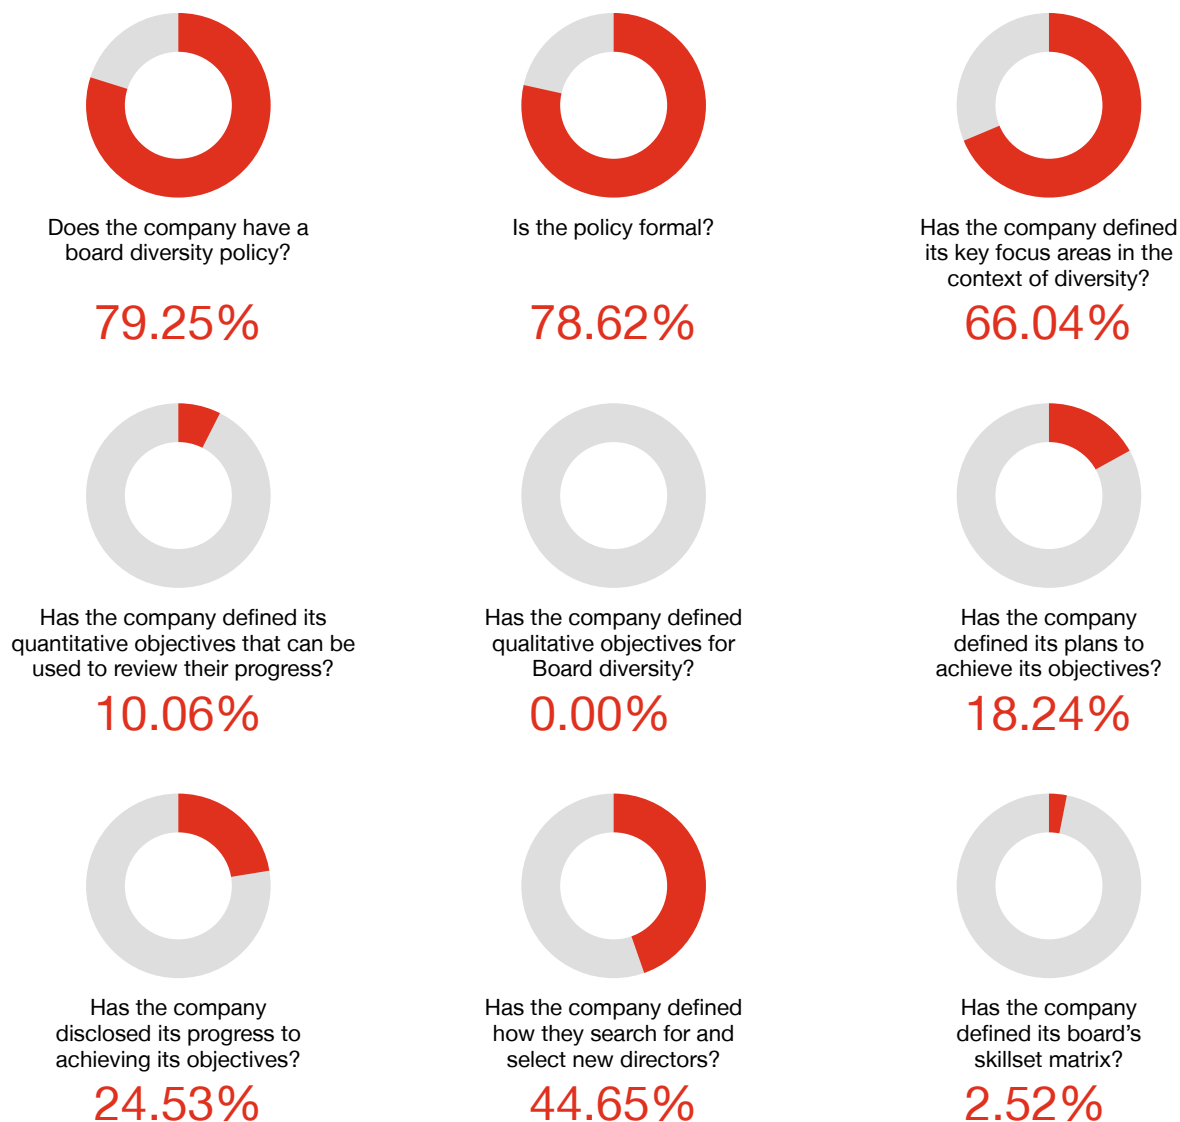 Does the company have a
board diversity policy?
79.25%
Is the policy formal?
78.62%
Has the company defined
its key focus areas in the
context of diversity?
66.04%
Has the company defined its
quantitative objectives that can be
used to review their progress?
10.06%
Has the company defined
qualitative objectives for
Board diversity?
0.00%
Has the company
defined its plans to
achieve its objectives?
18.24%
Has the company
disclosed its progress to
achieving its objectives?
24.53%
Has the company defined
how they search for and
select new directors?
44.65%
Has the company
defined its board's
skillset matrix?
2.52%